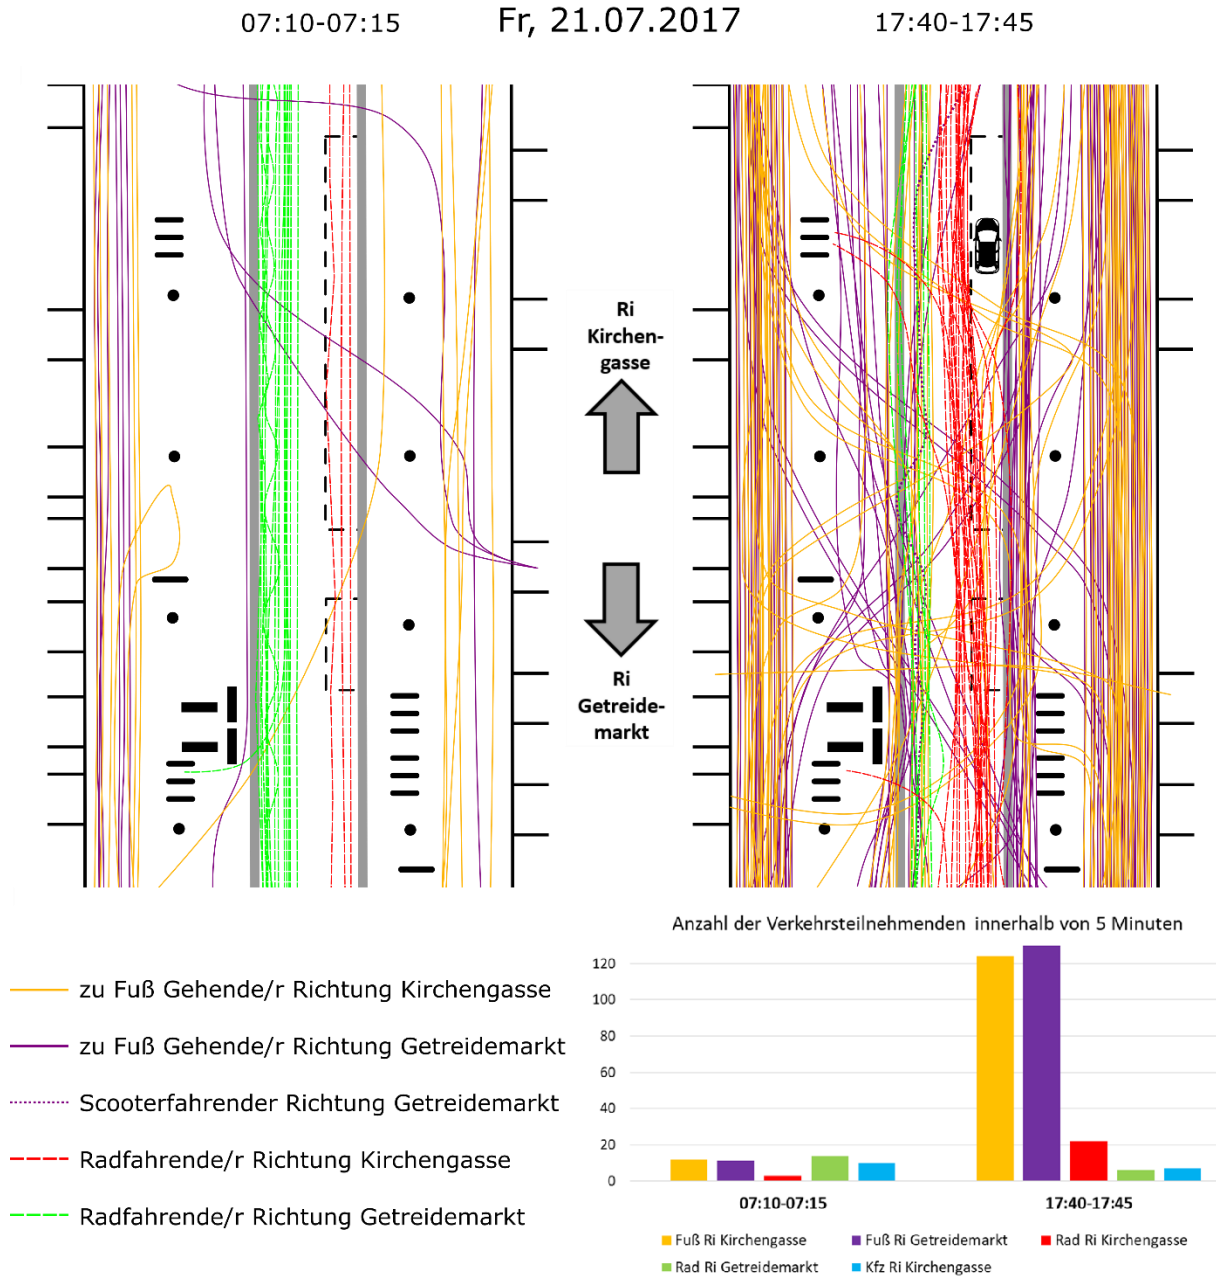 07:10-07:15
Fr, 21.07.2017
17:40-17:45
Ri
Kirchen-
gasse
Ri
Getreide-
markt
zu Fuß Gehende/r Richtung Kirchengasse
zu Fuß Gehende/r Richtung Getreidemarkt
Scooterfahrender Richtung Getreidemarkt
Radfahrende/r Richtung Kirchengasse
Radfahrende/r Richtung Getreidemarkt
Anzahl der Verkehrsteilnehmenden innerhalb von 5 Minuten
120
100
80
60
40
20
0
07:10-07:15
17:40-17:45
Fuß Ri Kirchengasse
Fuß Ri Getreidemarkt
Rad Ri Kirchengasse
Rad Ri Getreidemarkt
Kfz Ri Kirchengasse